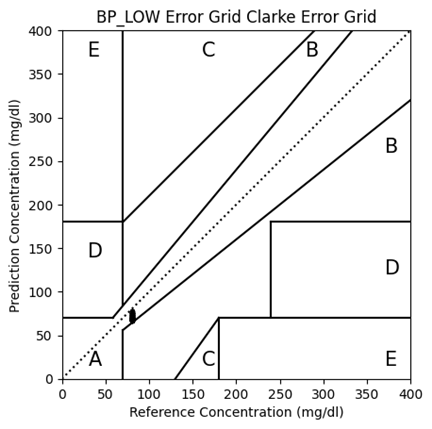 BP_LOW Error Grid Clarke Error Grid
Prediction Concentration (mg/dl)
400
350
300
250
200
150
100
50
0
E C B
B
D
D
A C E
0 50 100 150 200 250 300 350 400
Reference Concentration (mg/dl)